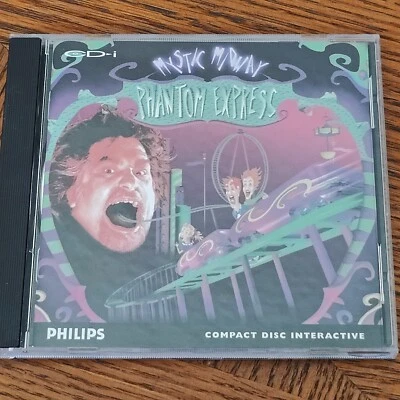 CD-i
MYSTIC MIDWAY
PHANTOM EXPRESS
PHILIPS
COMPACT DISC INTERACTIVE